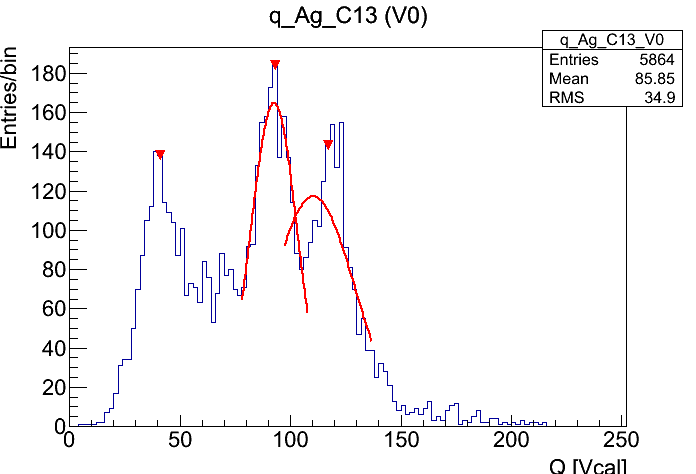 q_Ag_C13 (V0)
q_Ag_C13_V0
Entries 5864
Mean 85.85
RMS 34.9
Entries/bin
180
160
140
120
100
80
60
40
20
0
0 50 100 150 200 250
Q [Vcal]